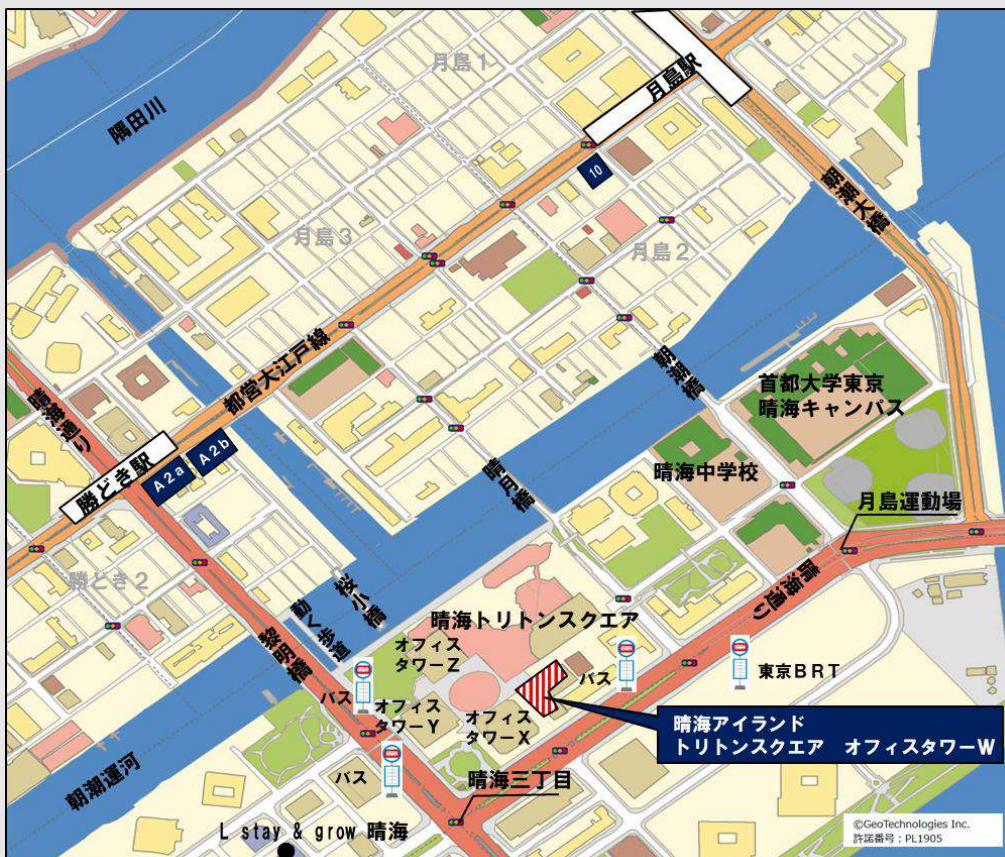 月島1
隅田川
月島駅
10
朝潮大橋
月島3
月島2
都営大江戸線
朝潮橋
晴海通り
首都大学東京
晴海キャンパス
勝どき駅
A2a
A2b
晴月橋
晴海中学校
月島運動場
勝どき2
動く歩道
桜小橋
晴海通り
晴海トリトンスクエア
黎明橋
オフィス
タワーZ
バス
東京BRT
バス
オフィス
タワーY
オフィス
タワーX
晴海アイランド
トリトンスクエア オフィスタワーW
朝潮運河
バス
晴海三丁目
L stay & grow 晴海
©GeoTechnologies Inc.
許諾番号:PL1905